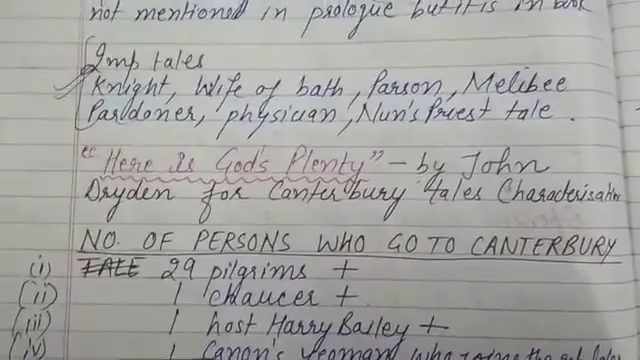 not mentioned in prologue but it is in book
Imp tales
Knight, Wife of bath, Parson, Melibee
Pardoner, physician, Nun's Priest tale.
"Here is God's Plenty" - by John
Dryden for Canterbury tales Characterisation
NO. OF PERSONS WHO GO TO CANTERBURY
(i) TALE 29 pilgrims +
(ii) 1 chaucer +
(iii) 1 host Harry Bailey +
(iv) 1 Canon's Yeoman (who